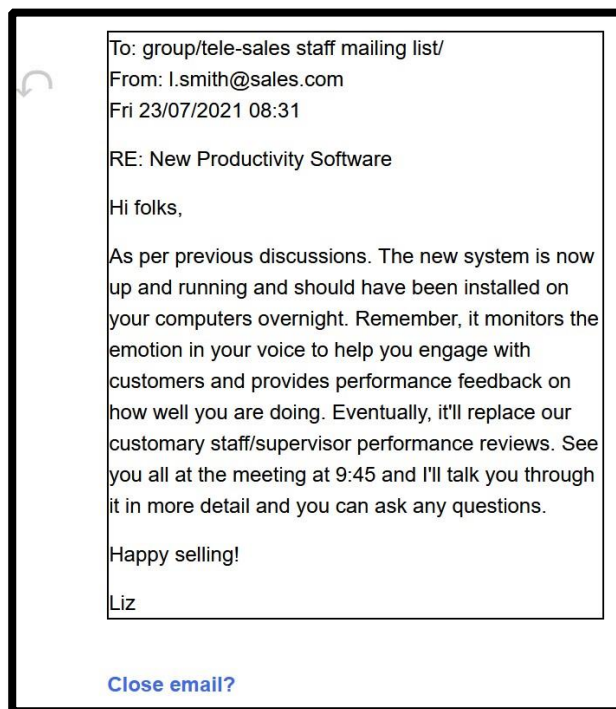 To: group/tele-sales staff mailing list/
From: l.smith@sales.com
Fri 23/07/2021 08:31
RE: New Productivity Software
Hi folks,
As per previous discussions. The new system is now
up and running and should have been installed on
your computers overnight. Remember, it monitors the
emotion in your voice to help you engage with
customers and provides performance feedback on
how well you are doing. Eventually, it'll replace our
customary staff/supervisor performance reviews. See
you all at the meeting at 9:45 and I'll talk you through
it in more detail and you can ask any questions.
Happy selling!
Liz
Close email?